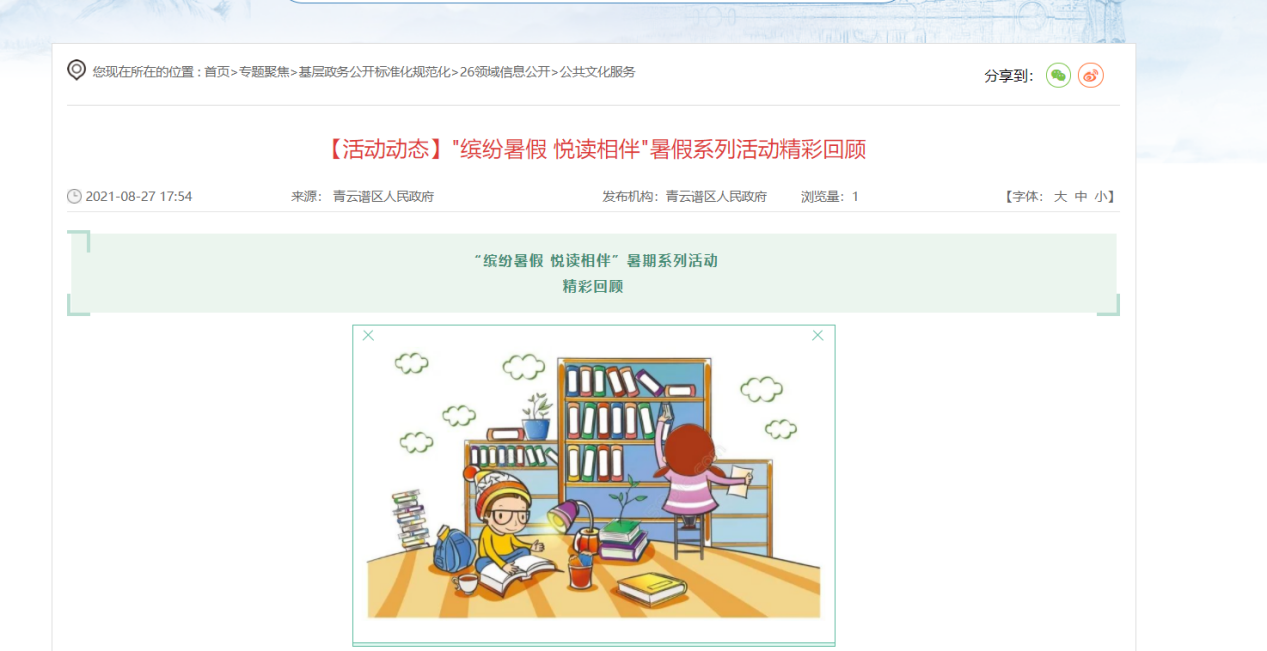 您现在所在的位置 : 首页>专题聚焦>基层政务公开标准化规范化>26领域信息公开>公共文化服务
分享到：
【活动动态】"缤纷暑假 悦读相伴"暑假系列活动精彩回顾
2021-08-27 17:54 来源： 青云谱区人民政府 发布机构：青云谱区人民政府 浏览量：1 【字体： 大 中 小】
“缤纷暑假 悦读相伴”暑期系列活动
精彩回顾